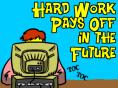 Hard Work
Pays Off
in the
Future
TOC
TOC